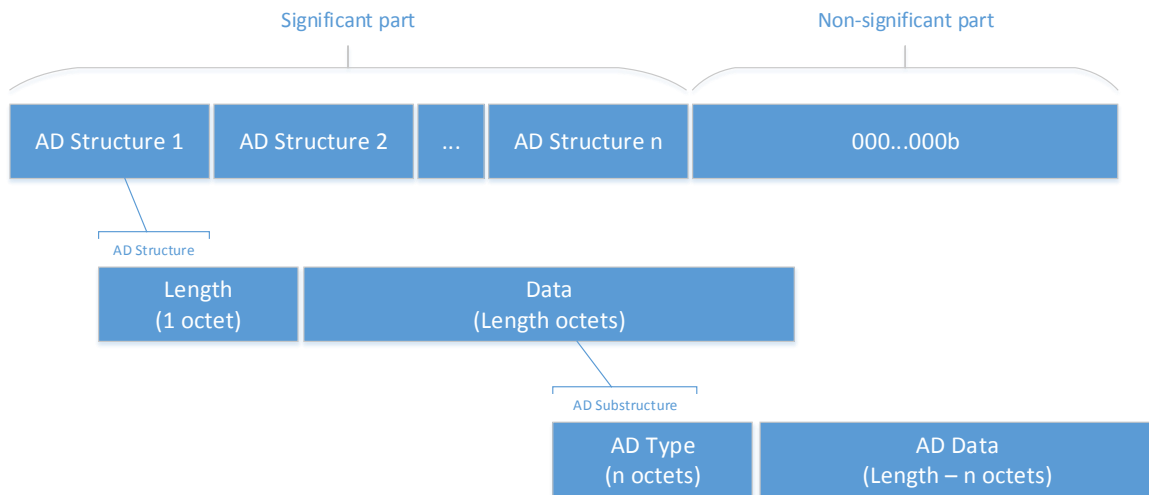 Significant part
Non-significant part
AD Structure 1
AD Structure 2
...
AD Structure n
000...000b
AD Structure
Length
(1 octet)
Data
(Length octets)
AD Substructure
AD Type
(n octets)
AD Data
(Length – n octets)